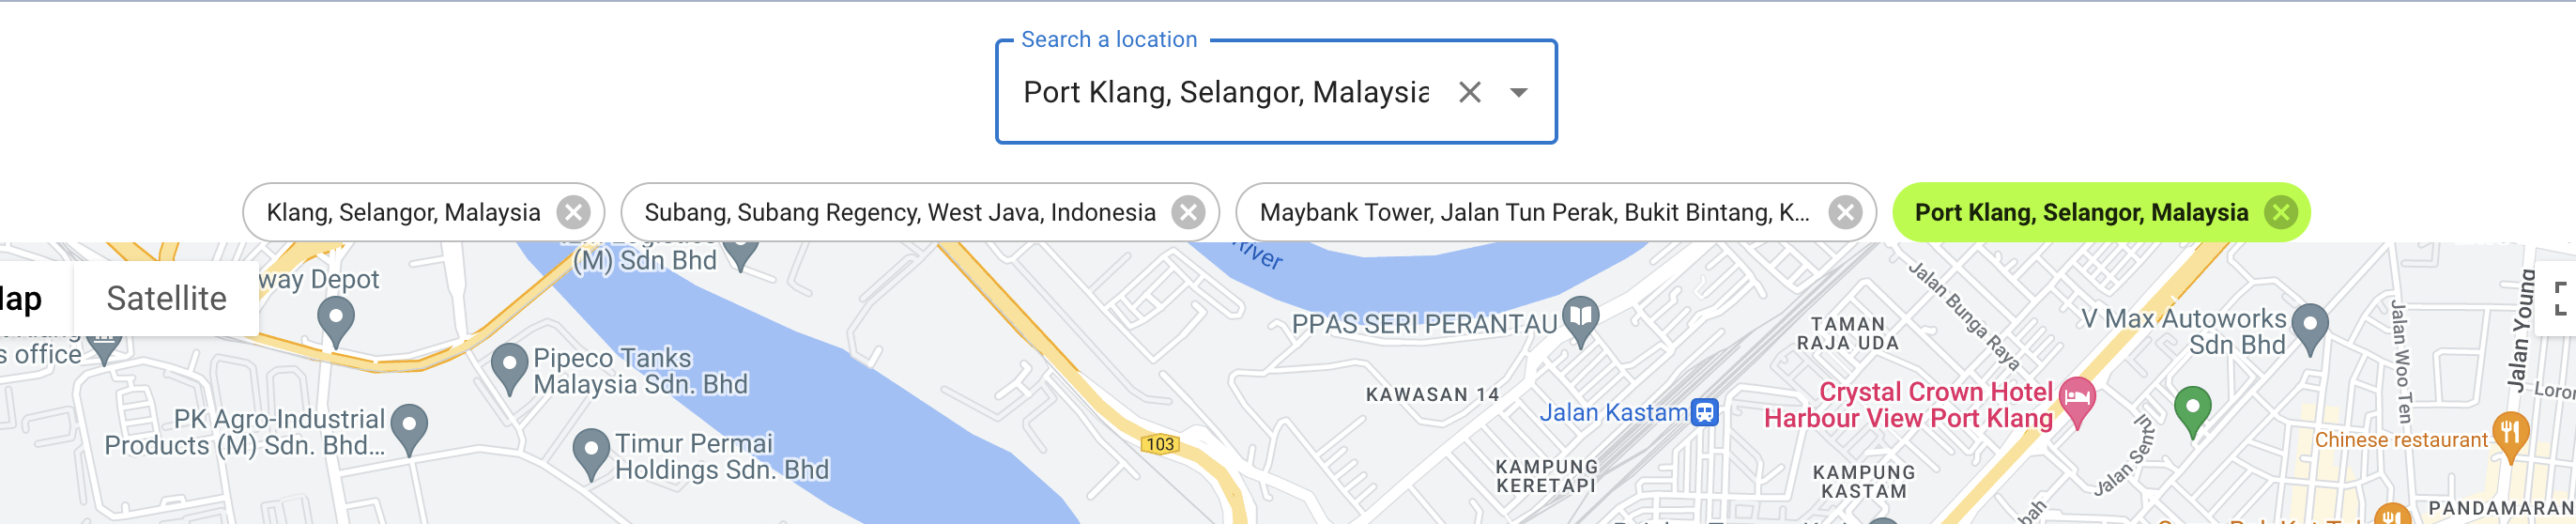 Search a location
Port Klang, Selangor, Malaysia
Klang, Selangor, Malaysia
Subang, Subang Regency, West Java, Indonesia
Maybank Tower, Jalan Tun Perak, Bukit Bintang, K...
Port Klang, Selangor, Malaysia
(M) Sdn Bhd
River
way Depot
ap
Satellite
s office
Pipeco Tanks
Malaysia Sdn. Bhd
PK Agro-Industrial
Products (M) Sdn. Bhd...
Timur Permai
Holdings Sdn. Bhd
103
PPAS SERI PERANTAU
KAWASAN 14
Jalan Kastam
KAMPUNG
KERETAPI
TAMAN
RAJA UDA
Jalan Bunga Raya
Crystal Crown Hotel
Harbour View Port Klang
KAMPUNG
KASTAM
V Max Autoworks
Sdn Bhd
Jalan Sent
Jalan Woo Ten
Jalan Young
Loron
Chinese restaurant
PANDAMARAN
bah